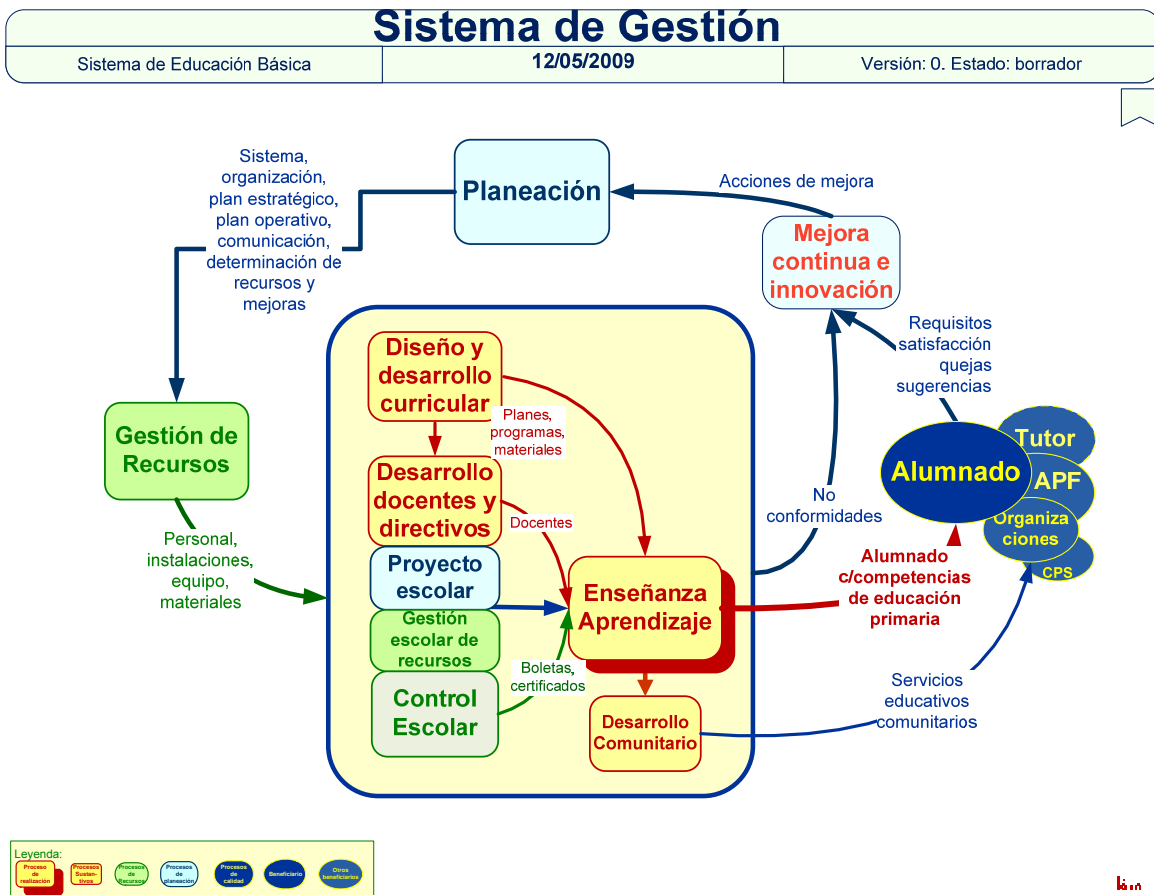 Sistema de Gestión
Sistema de Educación Básica
12/05/2009
Versión: 0. Estado: borrador
Sistema,
organización,
plan estratégico,
plan operativo,
comunicación,
determinación de
recursos y
mejoras
Planeación
Acciones de mejora
Mejora
continua e
innovación
Requisitos
satisfacción
quejas
sugerencias
Gestión de
Recursos
Personal,
instalaciones,
equipo,
materiales
Diseño y
desarrollo
curricular
Planes,
programas,
materiales
Desarrollo
docentes y
directivos
Docentes
Proyecto
escolar
Gestión
escolar de
recursos
Control
Escolar
Boletas,
certificados
Enseñanza
Aprendizaje
Desarrollo
Comunitario
No
conformidades
Alumnado
Tutor
APF
Organiza
ciones
CPS
Alumnado
c/competencias
de educación
primaria
Servicios
educativos
comunitarios
Leyenda:
Proceso
de
realización
Procesos
Sustan-
tivos
Procesos
de
Recursos
Procesos
de
planeación
Procesos
de
calidad
Beneficiario
Otros
beneficiarios